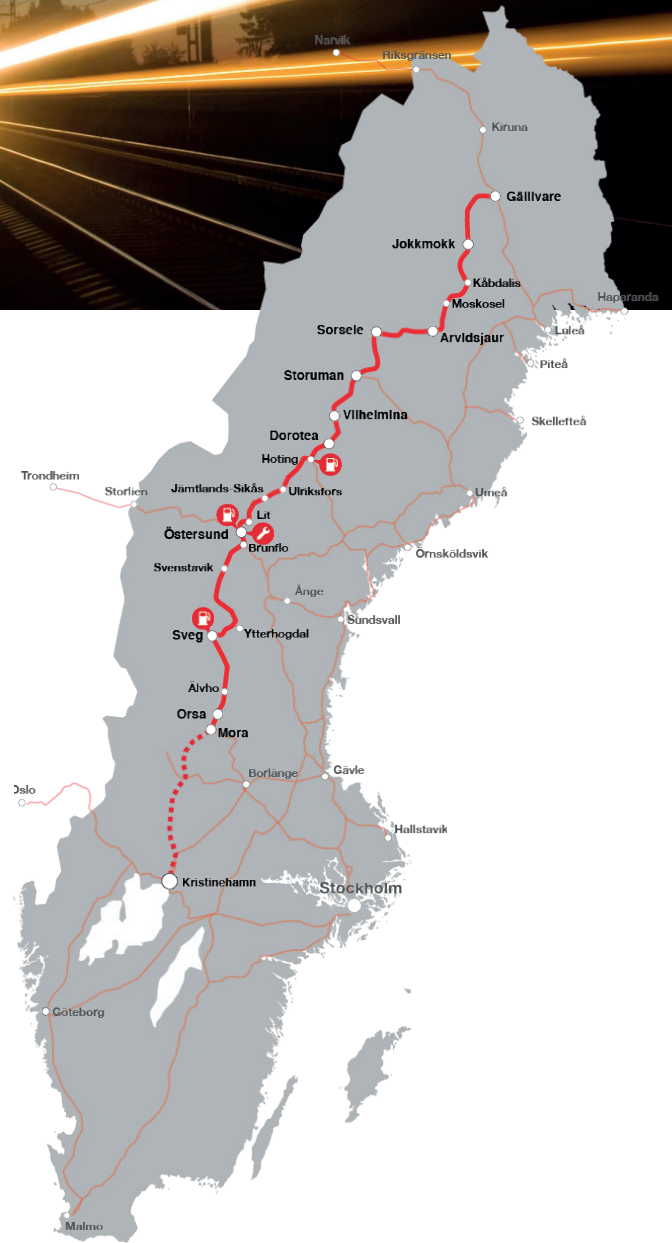 Narvik
Riksgränsen
Kiruna
Gällivare
Jokkmokk
Kåbdalis
Haparanda
Moskosel
Sorsele
Arvidsjaur
Luleå
Piteå
Storuman
Vilhelmina
Skellefteå
Dorotea
Hoting
Trondheim
Storlien
Jämtlands-Sikås
Ulriksfors
Umeå
Lit
Östersund
Brunflo
Örnsköldsvik
Svenstavik
Ånge
Sundsvall
Sveg
Ytterhogdal
Älvho
Orsa
Mora
Borlänge
Gävle
Oslo
Hallstavik
Kristinehamn
Stockholm
Göteborg
Malmo